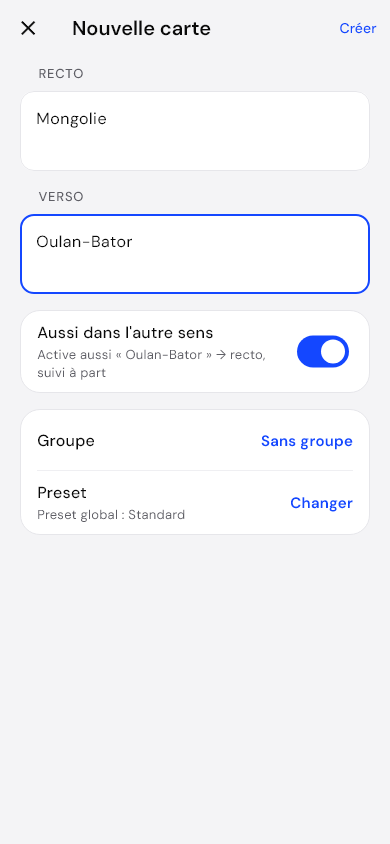 Nouvelle carte
Créer
RECTO
Mongolie
VERSO
Oulan-Bator
Aussi dans l'autre sens
Active aussi « Oulan-Bator » → recto,
suivi à part
Groupe
Sans groupe
Preset
Preset global : Standard
Changer